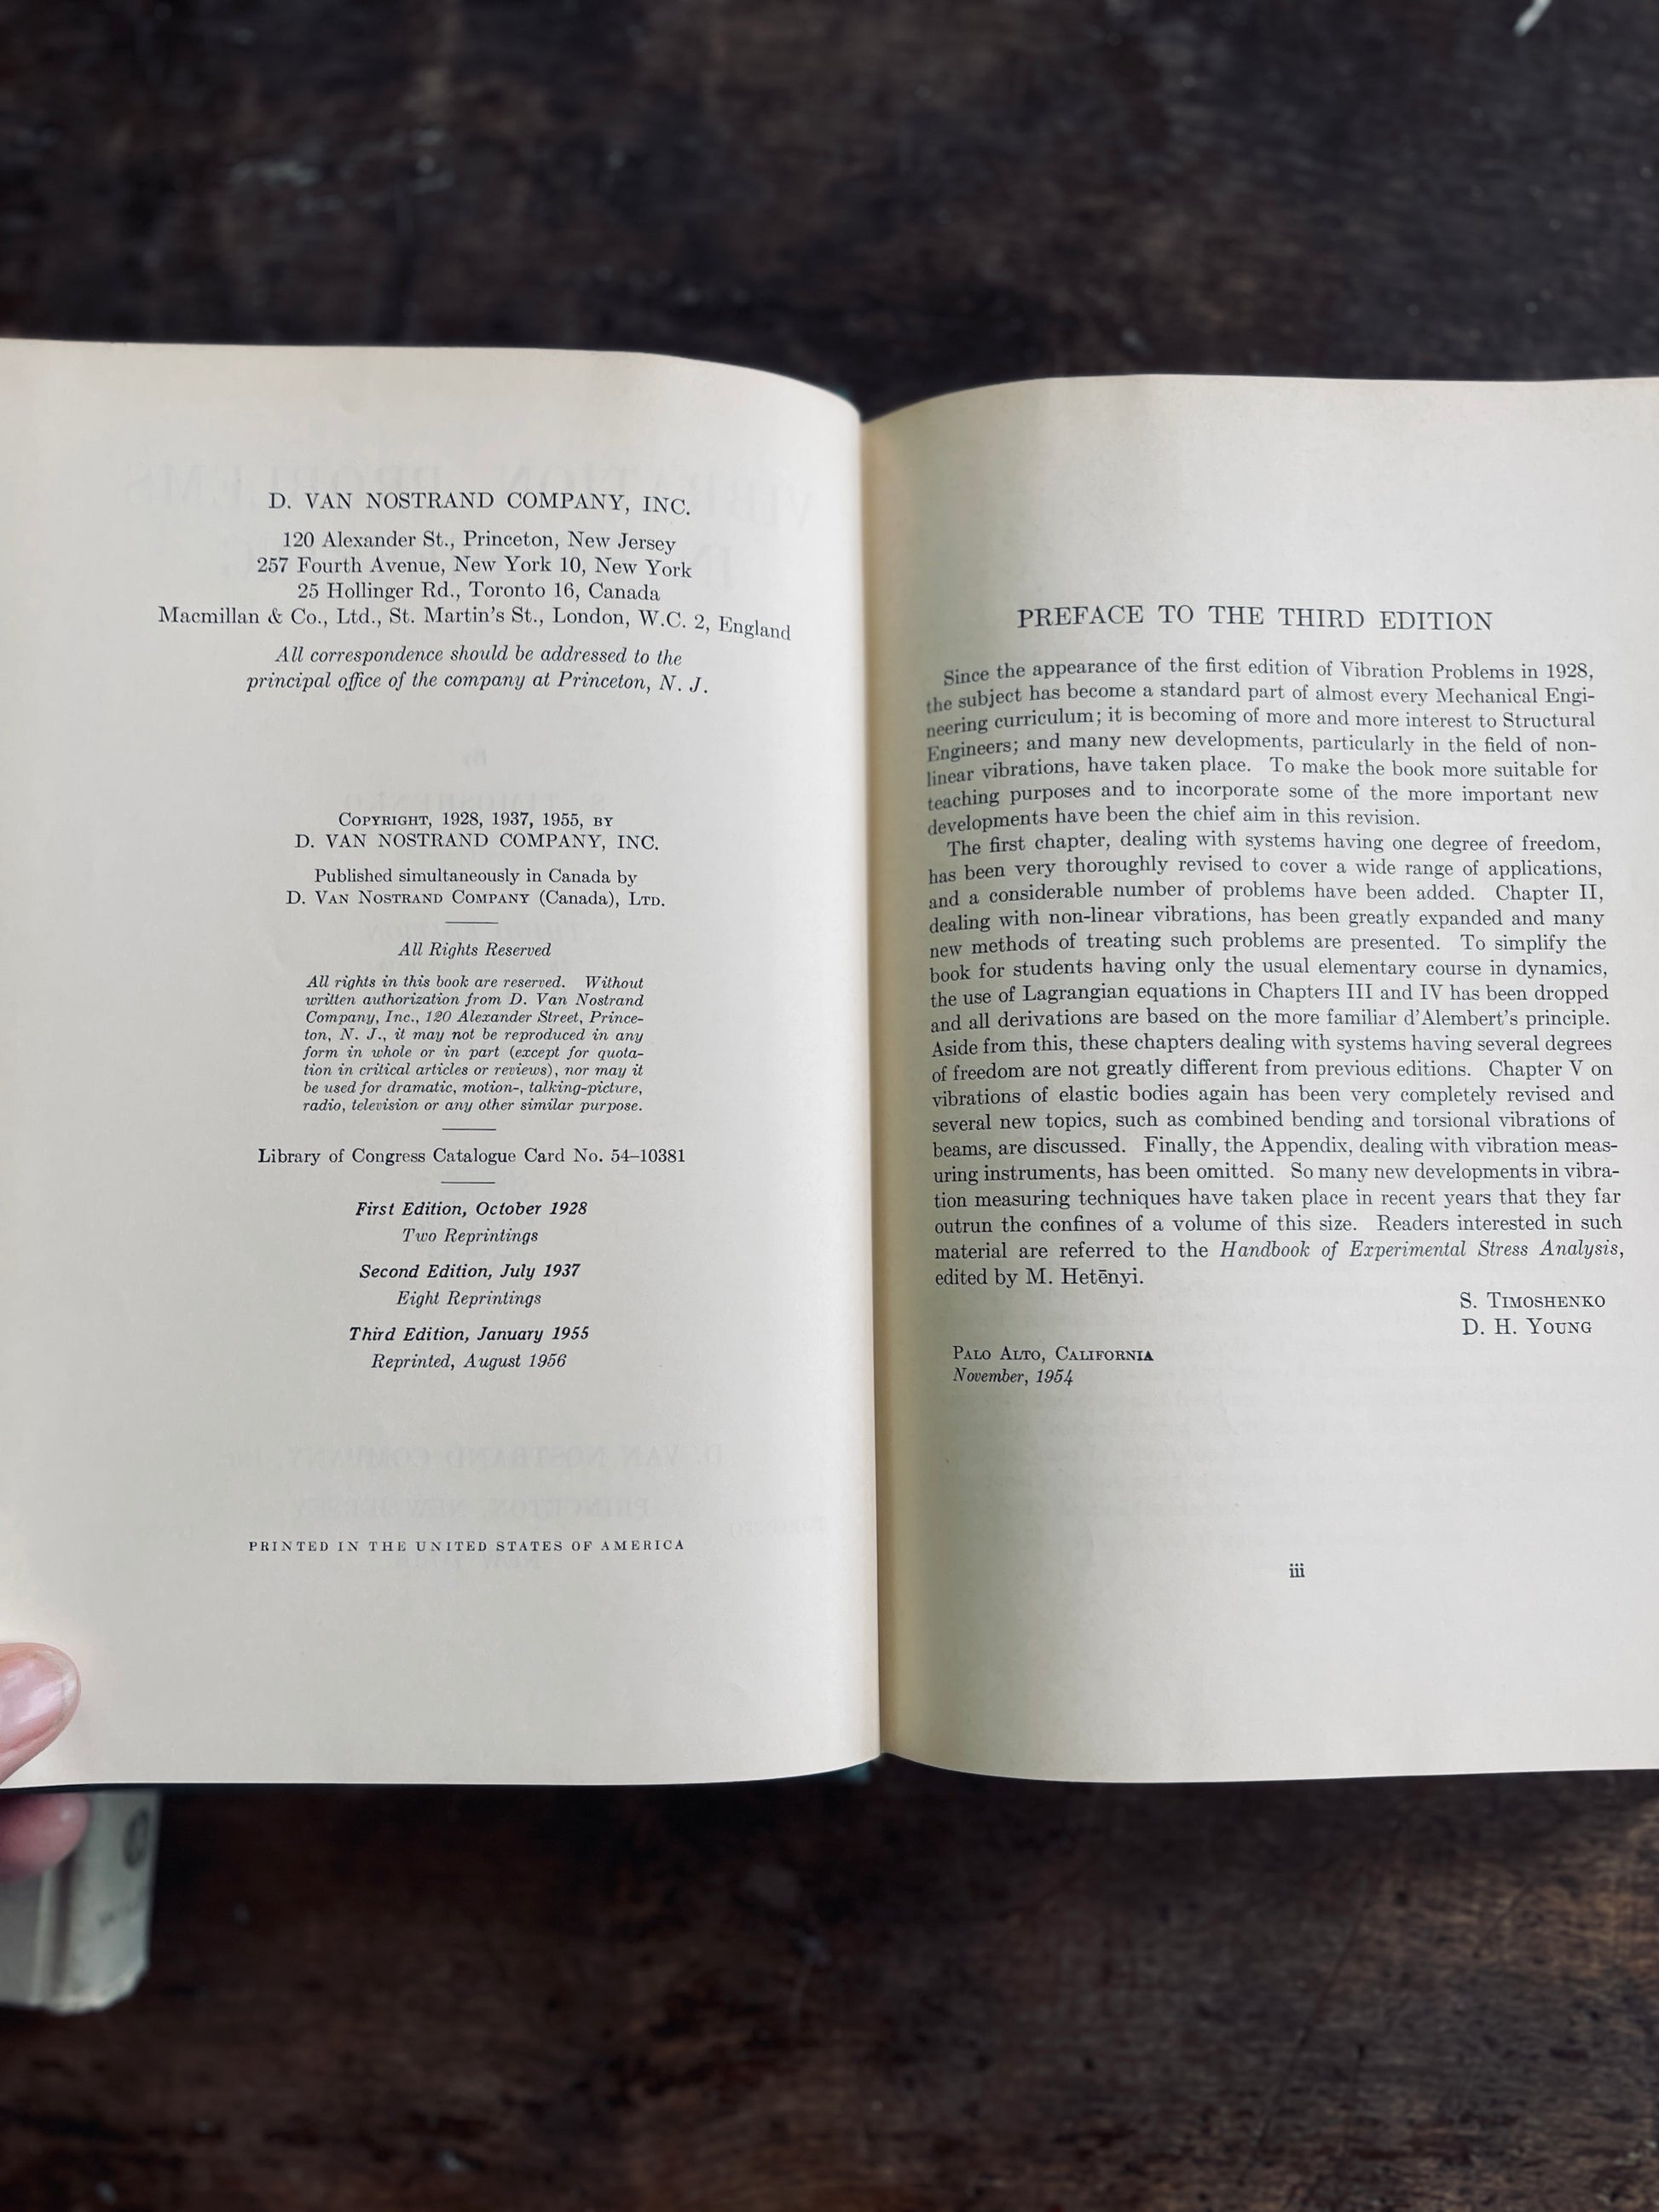 D. VAN NOSTRAND COMPANY, INC.
120 Alexander St., Princeton, New Jersey
257 Fourth Avenue, New York 10, New York
25 Hollinger Rd., Toronto 16, Canada
Macmillan & Co., Ltd., St. Martin's St., London, W.C. 2, England
All correspondence should be addressed to the
principal office of the company at Princeton, N. J.
COPYRIGHT, 1928, 1937, 1955, BY
D. VAN NOSTRAND COMPANY, INC.
Published simultaneously in Canada by
D. VAN NOSTRAND COMPANY (Canada), LTD.
All Rights Reserved
All rights in this book are reserved. Without
written authorization from D. Van Nostrand
Company, Inc., 120 Alexander Street, Prince-
ton, N. J., it may not be reproduced in any
form in whole or in part (except for quota-
tion in critical articles or reviews), nor may it
be used for dramatic, motion-, talking-picture,
radio, television or any other similar purpose.
Library of Congress Catalogue Card No. 54–10381
First Edition, October 1928
Two Reprintings
Second Edition, July 1937
Eight Reprintings
Third Edition, January 1955
Reprinted, August 1956
PRINTED IN THE UNITED STATES OF AMERICA
PREFACE TO THE THIRD EDITION
Since the appearance of the first edition of Vibration Problems in 1928,
the subject has become a standard part of almost every Mechanical Engi-
neering curriculum; it is becoming of more and more interest to Structural
Engineers; and many new developments, particularly in the field of non-
linear vibrations, have taken place. To make the book more suitable for
teaching purposes and to incorporate some of the more important new
developments have been the chief aim in this revision.
The first chapter, dealing with systems having one degree of freedom,
has been very thoroughly revised to cover a wide range of applications,
and a considerable number of problems have been added. Chapter II,
dealing with non-linear vibrations, has been greatly expanded and many
new methods of treating such problems are presented. To simplify the
book for students having only the usual elementary course in dynamics,
the use of Lagrangian equations in Chapters III and IV has been dropped
and all derivations are based on the more familiar d'Alembert's principle.
Aside from this, these chapters dealing with systems having several degrees
of freedom are not greatly different from previous editions. Chapter V on
vibrations of elastic bodies again has been very completely revised and
several new topics, such as combined bending and torsional vibrations of
beams, are discussed. Finally, the Appendix, dealing with vibration meas-
uring instruments, has been omitted. So many new developments in vibra-
tion measuring techniques have taken place in recent years that they far
outrun the confines of a volume of this size. Readers interested in such
material are referred to the Handbook of Experimental Stress Analysis,
edited by M. Hetēnyi.
S. TIMOSHENKO
D. H. YOUNG
PALO ALTO, CALIFORNIA
November, 1954
iii